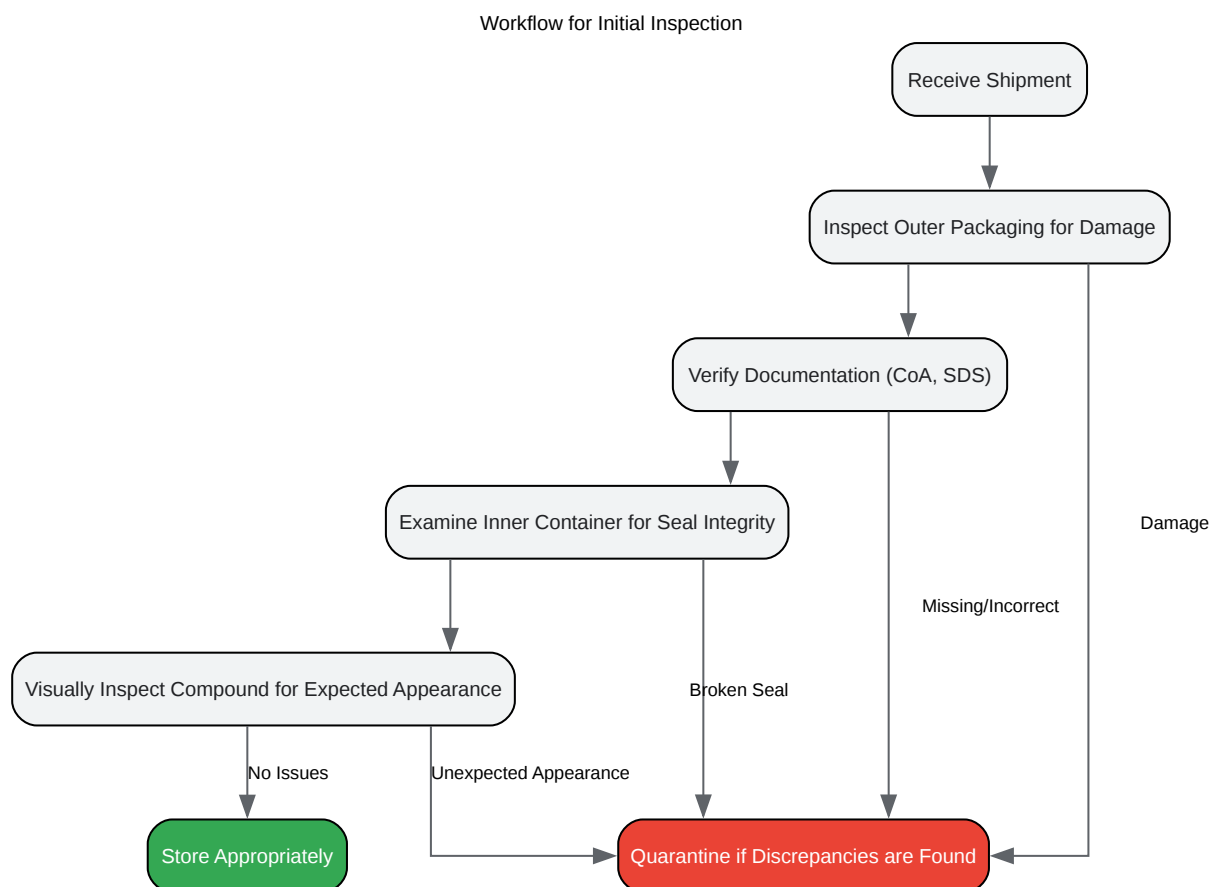 Workflow for Initial Inspection
Receive Shipment
Inspect Outer Packaging for Damage
Verify Documentation (CoA, SDS)
Examine Inner Container for Seal Integrity
Damage
Missing/Incorrect
Visually Inspect Compound for Expected Appearance
Broken Seal
No Issues
Unexpected Appearance
Store Appropriately
Quarantine if Discrepancies are Found